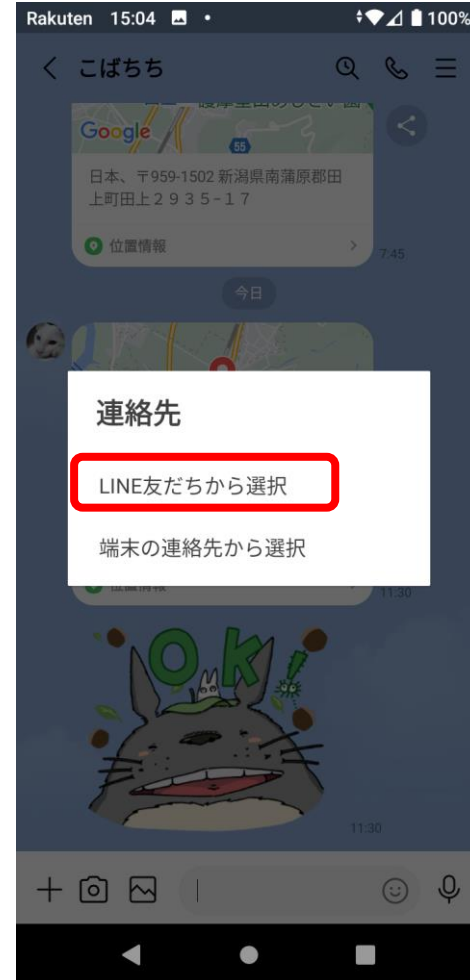 Rakuten 15:04 100%
こばちち
Google
55
日本、〒959-1502 新潟県南蒲原郡田
上町田上２９３５-１７
位置情報
7:45
今日
連絡先
LINE友だちから選択
端末の連絡先から選択
位置情報
11:30
OK!
11:30